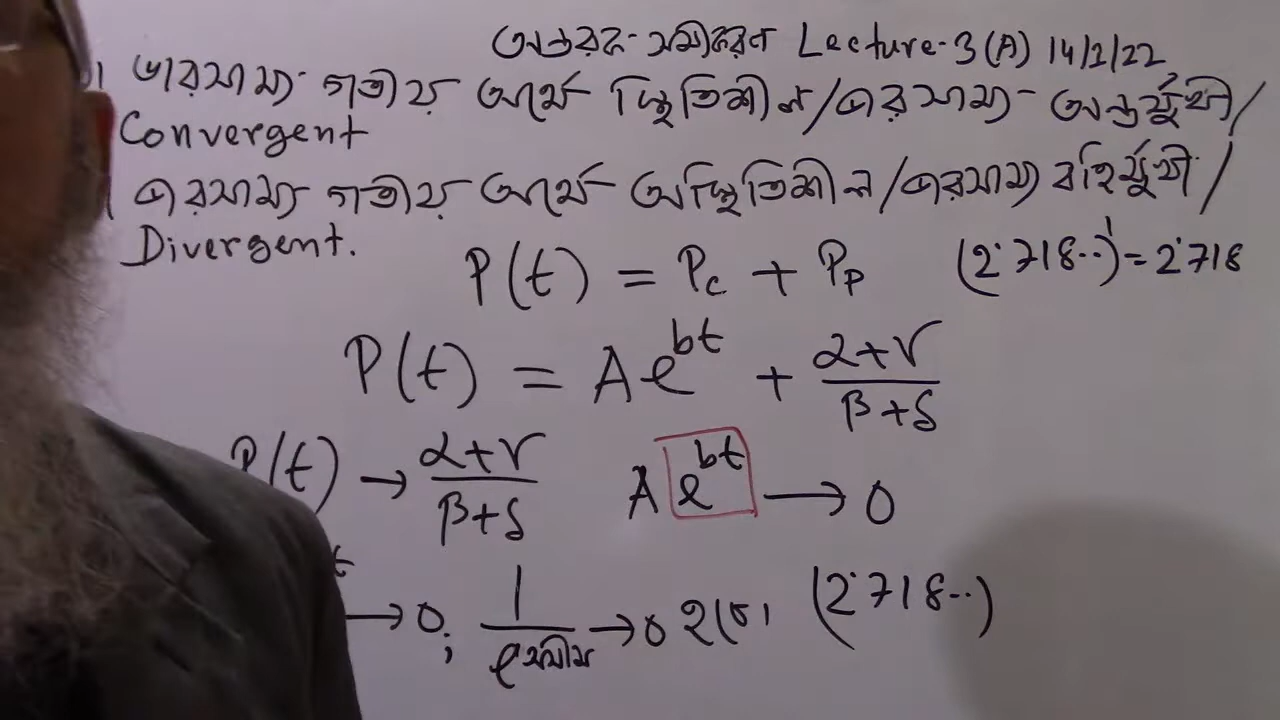 অন্তরক-সমীকরণ Lecture-3(A) 14/2/22
ভারসাম্য গতীয় অর্থে স্থিতিশীল/ভারসাম্য- অন্তর্মুখী/
Convergent
ভারসাম্য গতীয় অর্থে অস্থিতিশীল/ভারসাম্য বহির্মুখী/
Divergent.
P(t) = Pc + Pp (2.718..)¹ = 2.718
P(t) = A e^bt + (α+γ)/(β+δ)
P(t) → (α+γ)/(β+δ) A e^bt → 0
t → 0; 1/e^অসীম → 0 হবে। (2.718..)